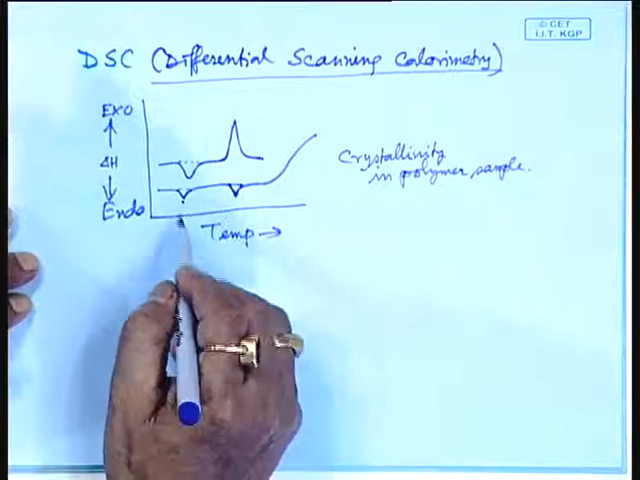 © CET
I.I.T. KGP
DSC (Differential Scanning Calorimetry)
Exo
ΔH
Endo
Temp →
Crystallinity
in polymer sample.